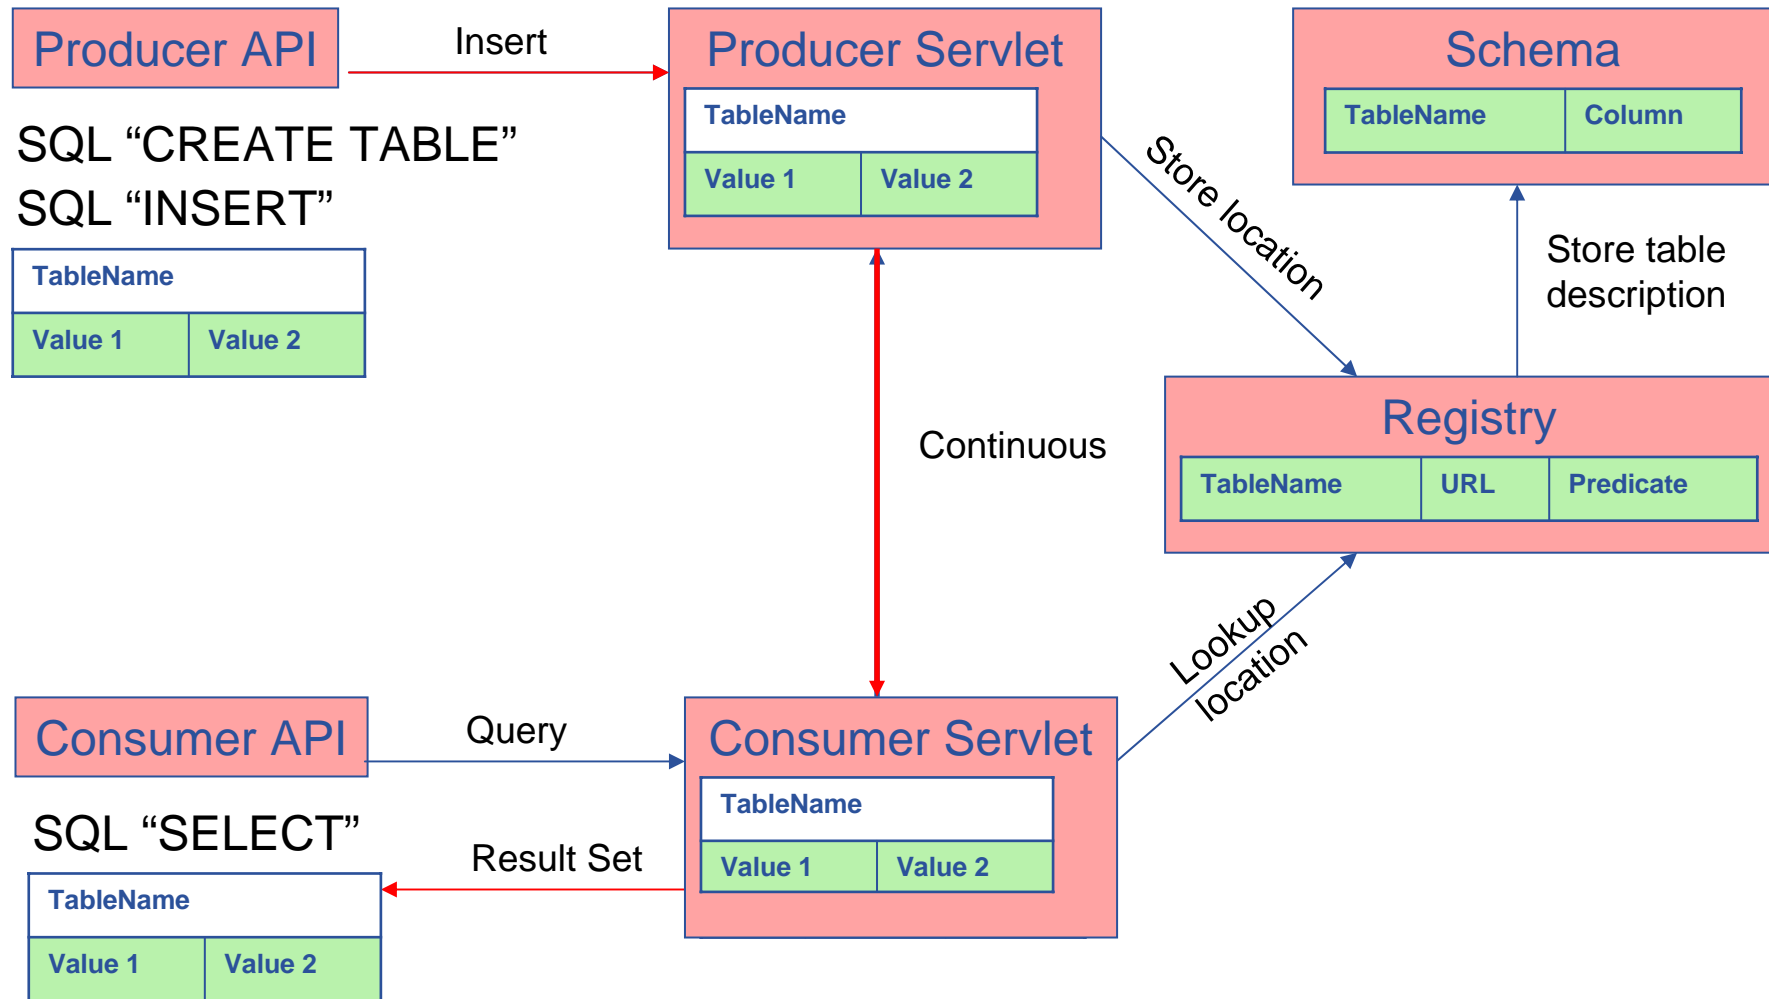 Producer API
Insert
Producer Servlet
TableName
Value 1 Value 2
Schema
TableName Column
SQL “CREATE TABLE”
SQL “INSERT”
TableName
Value 1 Value 2
Store location
Store table
description
Continuous
Registry
TableName URL Predicate
Lookup
location
Consumer API
Query
Consumer Servlet
TableName
Value 1 Value 2
SQL “SELECT”
Result Set
TableName
Value 1 Value 2